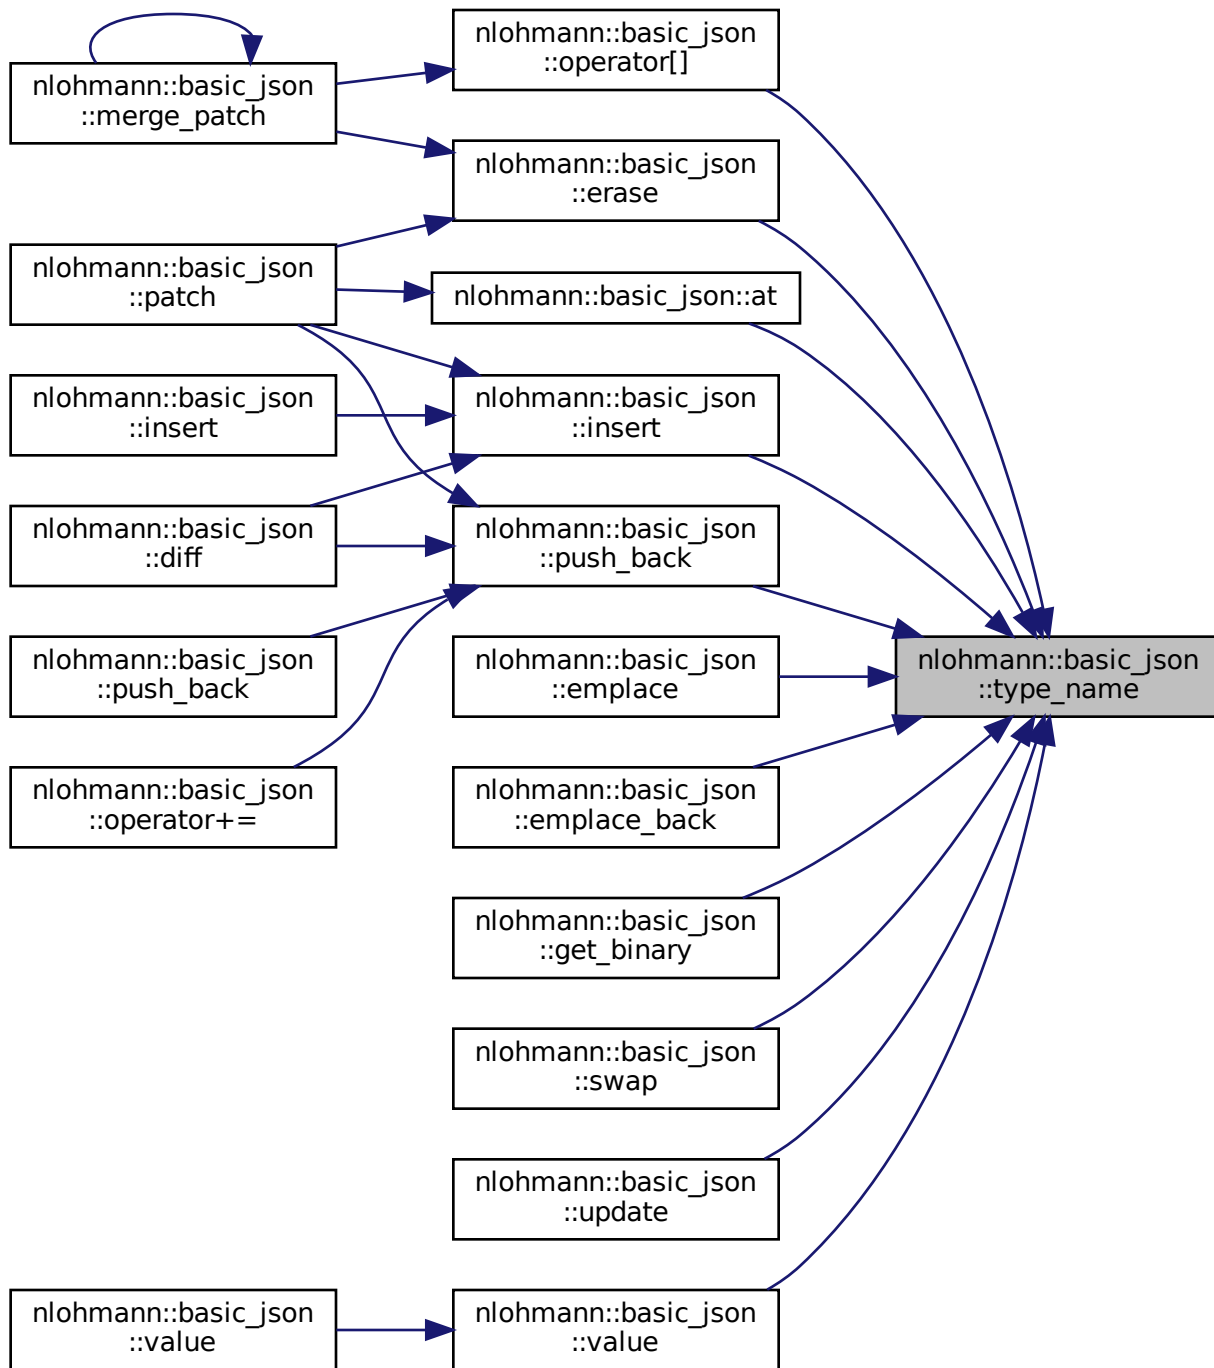 nlohmann::basic_json
::merge_patch
nlohmann::basic_json
::patch
nlohmann::basic_json
::insert
nlohmann::basic_json
::diff
nlohmann::basic_json
::push_back
nlohmann::basic_json
::operator+=
nlohmann::basic_json
::value
nlohmann::basic_json
::operator[]
nlohmann::basic_json
::erase
nlohmann::basic_json::at
nlohmann::basic_json
::insert
nlohmann::basic_json
::push_back
nlohmann::basic_json
::emplace
nlohmann::basic_json
::emplace_back
nlohmann::basic_json
::get_binary
nlohmann::basic_json
::swap
nlohmann::basic_json
::update
nlohmann::basic_json
::value
nlohmann::basic_json
::type_name